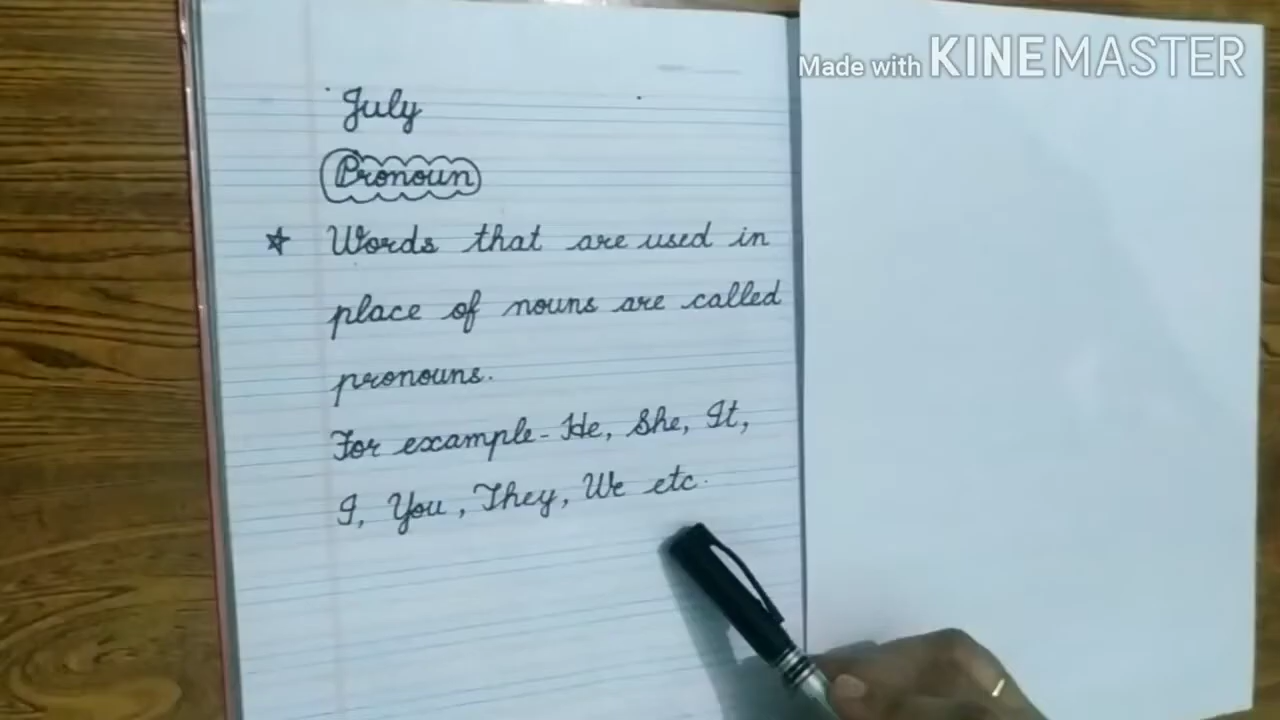 Made with KINEMASTER
July
Pronoun
Words that are used in
place of nouns are called
pronouns.
For example - He, She, It,
I, You, They, We etc.